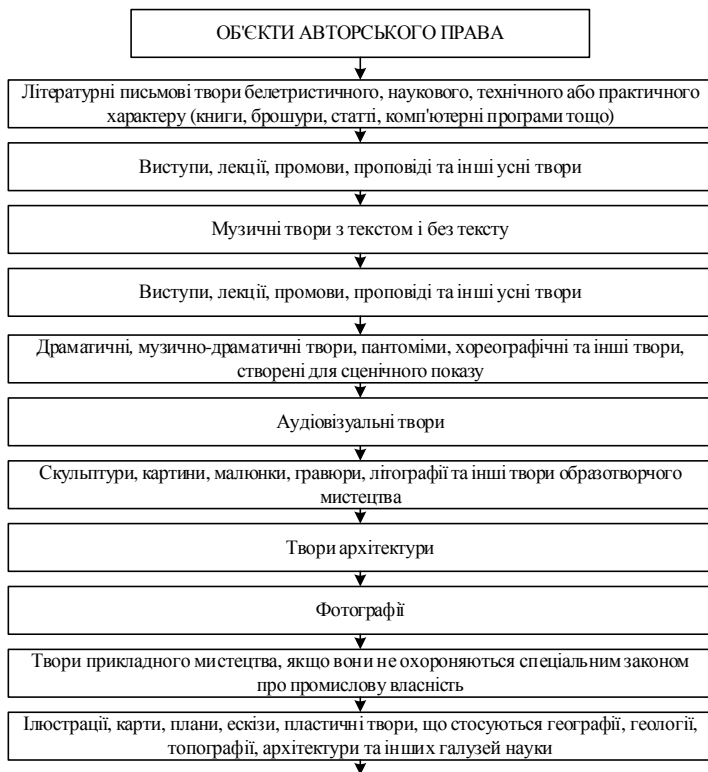 ОБ'ЄКТИ АВТОРСЬКОГО ПРАВА
Літературні письмові твори белетристичного, наукового, технічного або практичного
характеру (книги, брошури, статті, комп'ютерні програми тощо)
Виступи, лекції, промови, проповіді та інші усні твори
Музичні твори з текстом і без тексту
Виступи, лекції, промови, проповіді та інші усні твори
Драматичні, музично-драматичні твори, пантоміми, хореографічні та інші твори,
створені для сценічного показу
Аудіовізуальні твори
Скульптури, картини, малюнки, гравюри, літографії та інші твори образотворчого
мистецтва
Твори архітектури
Фотографії
Твори прикладного мистецтва, якщо вони не охороняються спеціальним законом
про промислову власність
Ілюстрації, карти, плани, ескізи, пластичні твори, що стосуються географії, геології,
топографії, архітектури та інших галузей науки